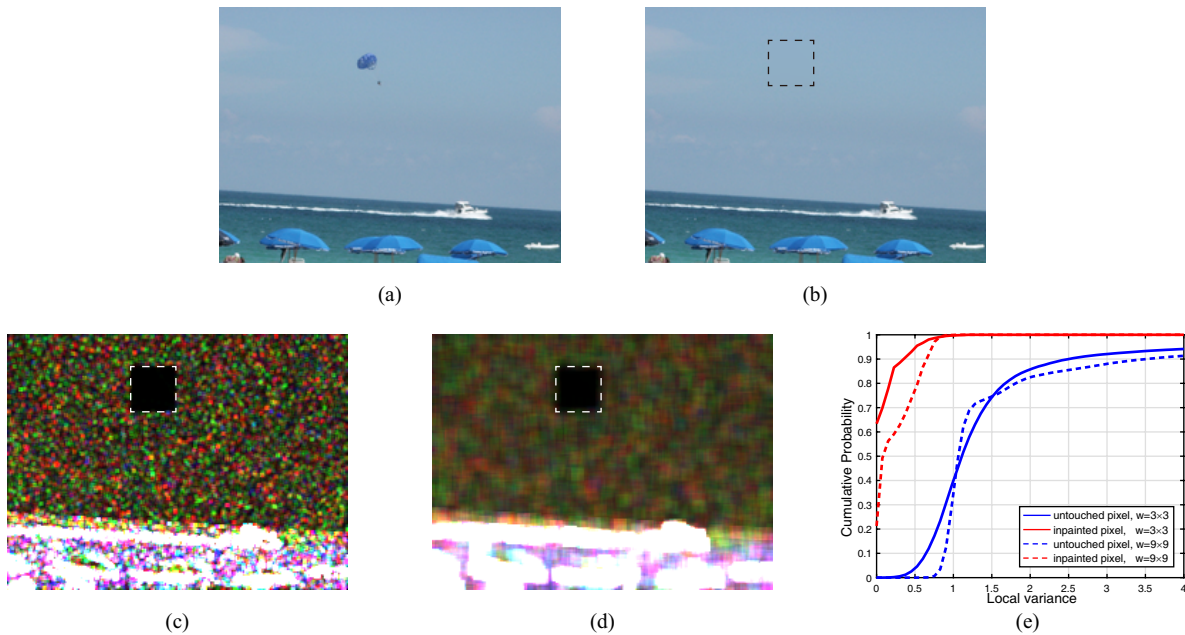 (a)
(b)
1
0.9
0.8
0.7
0.6
0.5
0.4
0.3
0.2
0.1
0
Cumulative Probability
untouched pixel, w=3×3
inpainted pixel, w=3×3
untouched pixel, w=9×9
inpainted pixel, w=9×9
0 0.5 1 1.5 2 2.5 3 3.5 4
Local variance
(c)
(d)
(e)